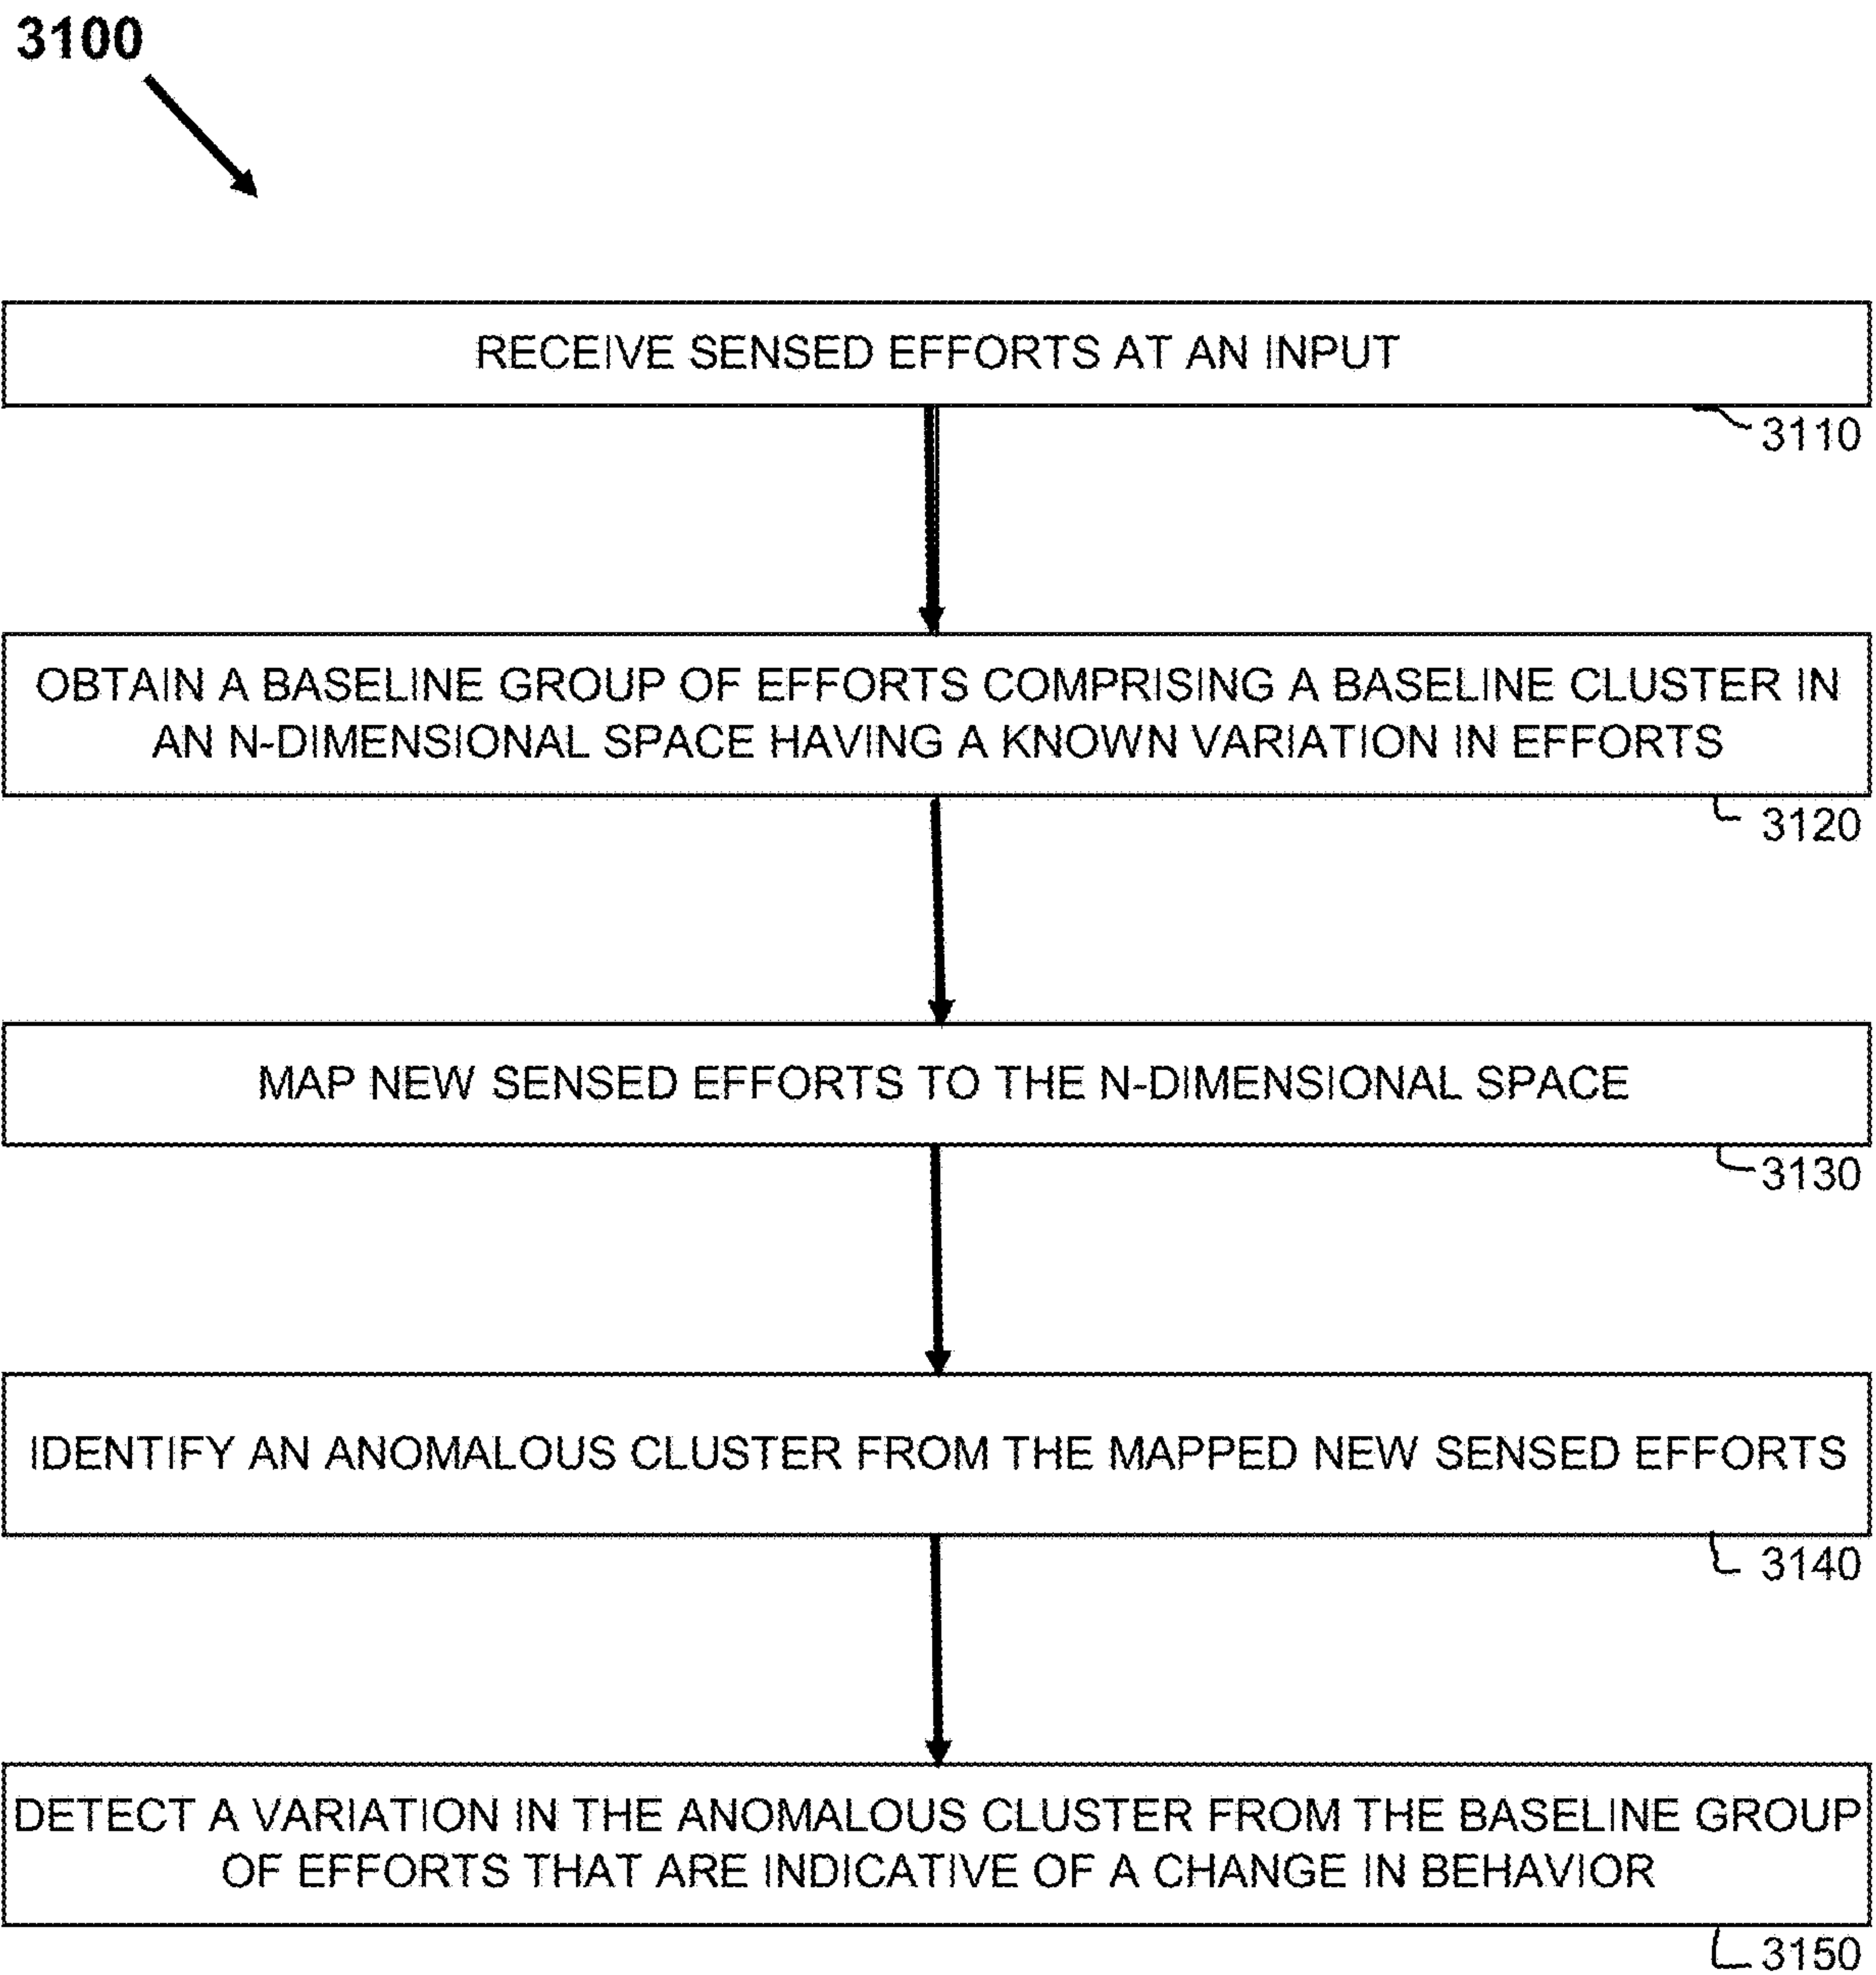 3100
RECEIVE SENSED EFFORTS AT AN INPUT
3110
OBTAIN A BASELINE GROUP OF EFFORTS COMPRISING A BASELINE CLUSTER IN
AN N-DIMENSIONAL SPACE HAVING A KNOWN VARIATION IN EFFORTS
3120
MAP NEW SENSED EFFORTS TO THE N-DIMENSIONAL SPACE
3130
IDENTIFY AN ANOMALOUS CLUSTER FROM THE MAPPED NEW SENSED EFFORTS
3140
DETECT A VARIATION IN THE ANOMALOUS CLUSTER FROM THE BASELINE GROUP
OF EFFORTS THAT ARE INDICATIVE OF A CHANGE IN BEHAVIOR
3150